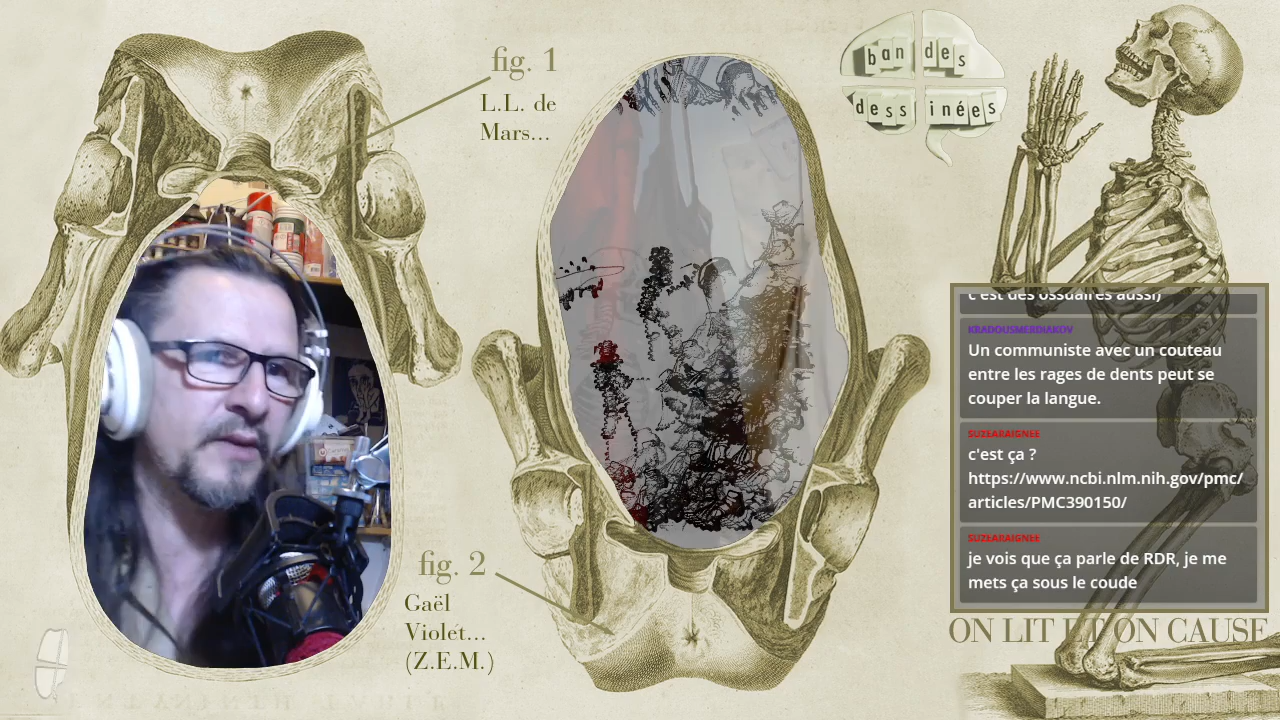 fig. 1
L.L. de
Mars...
ban des
dess inées
fig. 2
Gaël
Violet...
(Z.E.M.)
c'est des ossuaires aussi)
KRADOUSMERDIAKOV
Un communiste avec un couteau
entre les rages de dents peut se
couper la langue.
SUZEARAIGNEE
c'est ça ?
https://www.ncbi.nlm.nih.gov/pmc/
articles/PMC390150/
SUZEARAIGNEE
je vois que ça parle de RDR, je me
mets ça sous le coude
ON LIT ET ON CAUSE